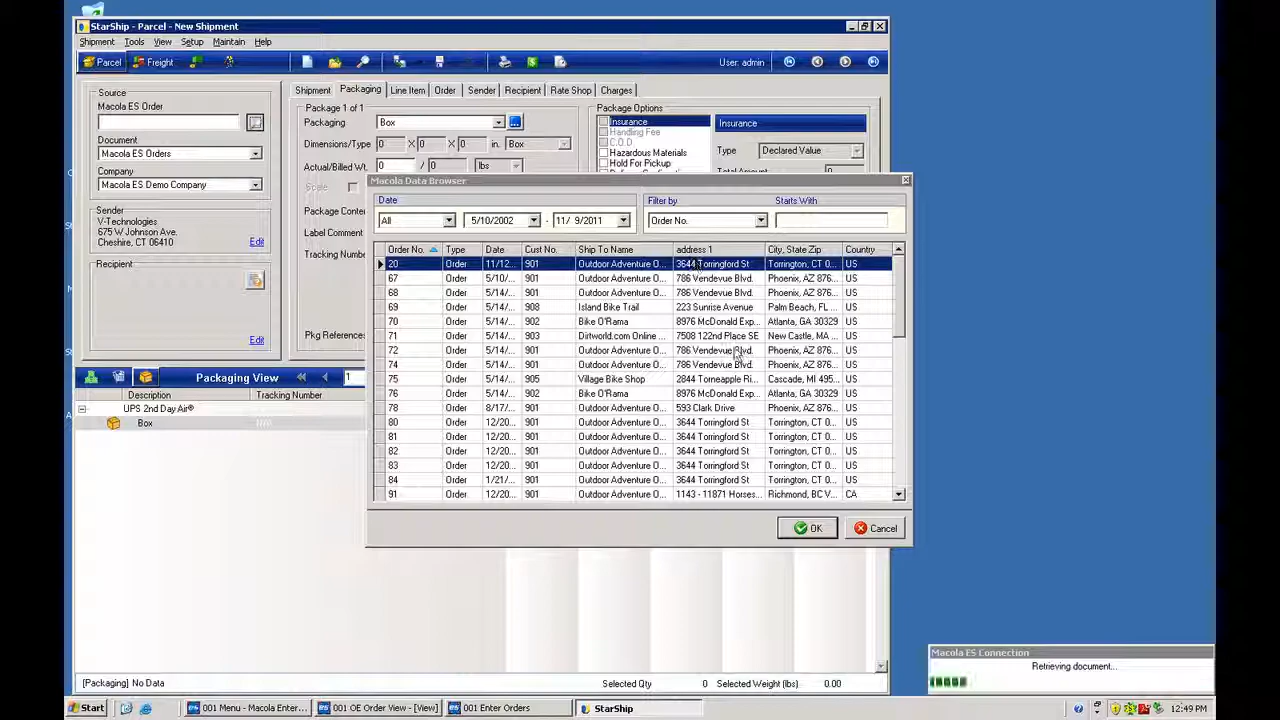 StarShip - Parcel - New Shipment
Shipment Tools View Setup Maintain Help
Parcel Freight User: admin
Source
Macola ES Order
Document
Macola ES Orders
Company
Macola ES Demo Company
Sender
V-Technologies
675 W Johnson Ave.
Cheshire, CT 06410
Edit
Recipient
Edit
Shipment Packaging Line Item Order Sender Recipient Rate Shop Charges
Package 1 of 1
Packaging Box
Dimensions/Type 0 X 0 X 0 in. Box
Actual/Billed Wt. 0 / 0 lbs
Scale
Package Conte
Label Comment
Tracking Numbe
Pkg Reference
Package Options
Insurance
Handling Fee
C.O.D
Hazardous Materials
Hold For Pickup
Insurance
Type Declared Value
Macola Data Browser
Date
All 5/10/2002 - 11/ 9/2011
Filter by Starts With
Order No.
Order No. Type Date Cust No. Ship To Name address 1 City, State Zip Country
20 Order 11/12... 901 Outdoor Adventure O... 3644 Torringford St Torrington, CT 0... US
67 Order 5/10/... 901 Outdoor Adventure O... 786 Vendevue Blvd. Phoenix, AZ 876... US
68 Order 5/14/... 901 Outdoor Adventure O... 786 Vendevue Blvd. Phoenix, AZ 876... US
69 Order 5/14/... 908 Island Bike Trail 223 Sunrise Avenue Palm Beach, FL ... US
70 Order 5/14/... 902 Bike O'Rama 8976 McDonald Exp... Atlanta, GA 30329 US
71 Order 5/14/... 903 Dirtworld.com Online ... 7508 122nd Place SE New Castle, MA ... US
72 Order 5/14/... 901 Outdoor Adventure O... 786 Vendevue Blvd. Phoenix, AZ 876... US
74 Order 5/14/... 901 Outdoor Adventure O... 786 Vendevue Blvd. Phoenix, AZ 876... US
75 Order 5/14/... 905 Village Bike Shop 2844 Torneapple Ri... Cascade, MI 495... US
76 Order 5/14/... 902 Bike O'Rama 8976 McDonald Exp... Atlanta, GA 30329 US
78 Order 8/17/... 901 Outdoor Adventure O... 593 Clark Drive Phoenix, AZ 876... US
80 Order 12/20... 901 Outdoor Adventure O... 3644 Torringford St Torrington, CT 0... US
81 Order 12/20... 901 Outdoor Adventure O... 3644 Torringford St Torrington, CT 0... US
82 Order 12/20... 901 Outdoor Adventure O... 3644 Torringford St Torrington, CT 0... US
83 Order 12/20... 901 Outdoor Adventure O... 3644 Torringford St Torrington, CT 0... US
84 Order 1/21/... 901 Outdoor Adventure O... 3644 Torringford St Torrington, CT 0... US
91 Order 12/20... 901 Outdoor Adventure O... 1143 - 11871 Horses... Richmond, BC V... CA
OK Cancel
Packaging View 1
Description Tracking Number
UPS 2nd Day Air®
Box N/A
[Packaging] No Data Selected Qty 0 Selected Weight (lbs) 0.00
Macola ES Connection
Retrieving document...
Start 001 Menu - Macola Enter... 001 OE Order View - [View] 001 Enter Orders StarShip 12:49 PM